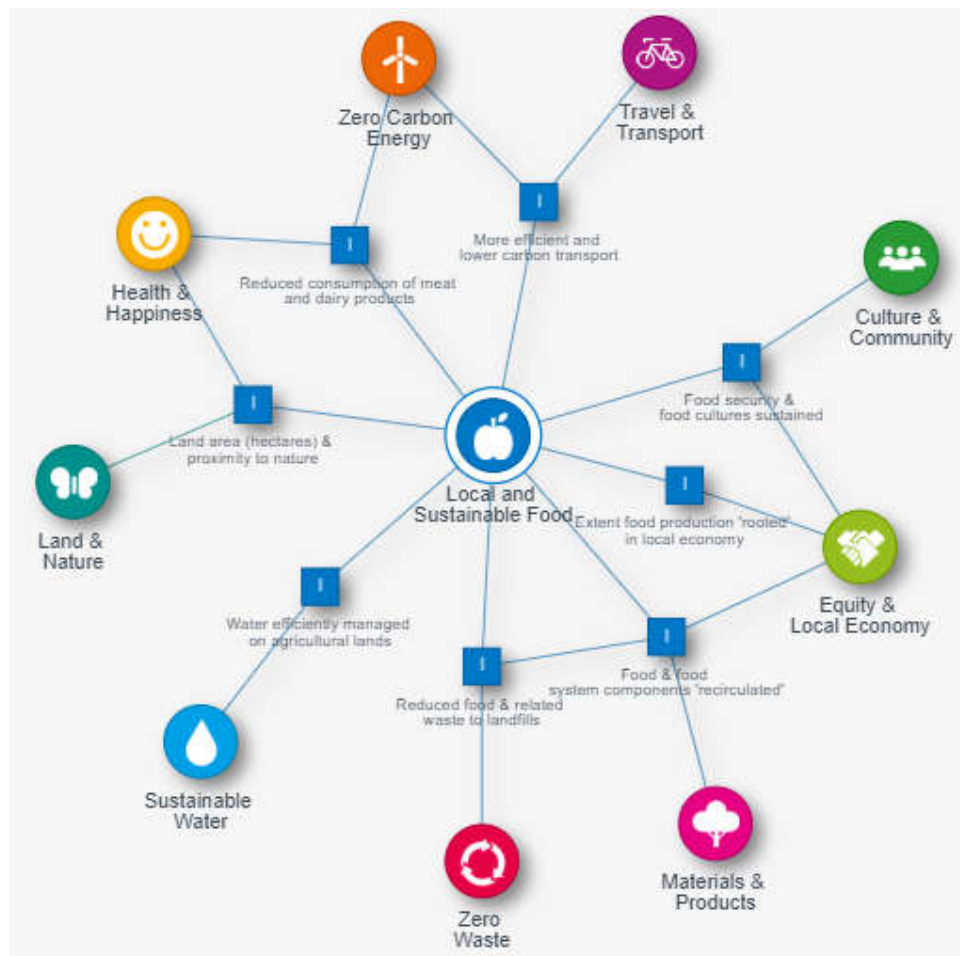 Zero Carbon
Energy
Travel &
Transport
More efficient and
lower carbon transport
Reduced consumption of meat
and dairy products
Health &
Happiness
Culture &
Community
Food security &
food cultures sustained
Land area (hectares) &
proximity to nature
Local and
Sustainable Food
Extent food production 'rooted'
in local economy
Land &
Nature
Equity &
Local Economy
Water efficiently managed
on agricultural lands
Food & food
system components 'recirculated'
Reduced food & related
waste to landfills
Sustainable
Water
Materials &
Products
Zero
Waste